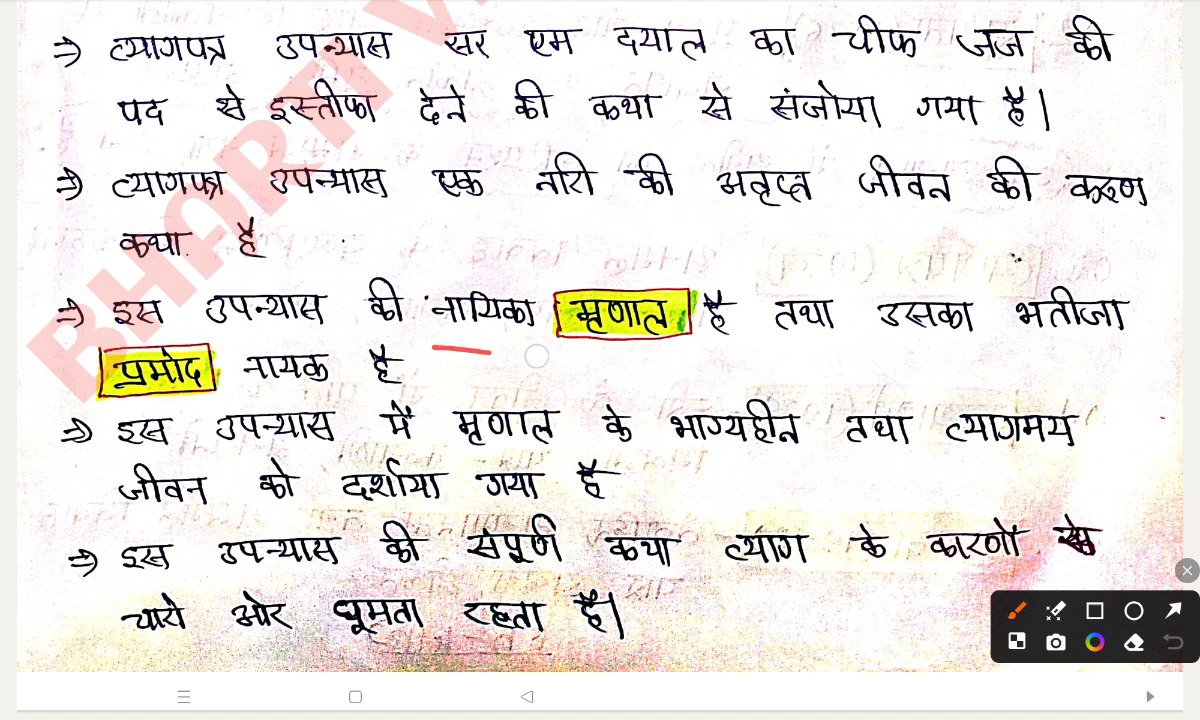 ⇒ त्यागपत्र उपन्यास सर एम दयाल का चीफ जज की
पद से इस्तीफा देने की कथा से संजोया गया है।
⇒ त्यागपत्र उपन्यास एक नारी की अतृप्त जीवन की करुण
कथा है
⇒ इस उपन्यास की नायिका मृणाल है तथा उसका भतीजा
प्रमोद नायक है
⇒ इस उपन्यास में मृणाल के भाग्यहीन तथा त्यागमय
जीवन को दर्शाया गया है
⇒ इस उपन्यास की संपूर्ण कथा त्याग के कारणों के
चारो ओर घूमता रहता है।
BHARTI V